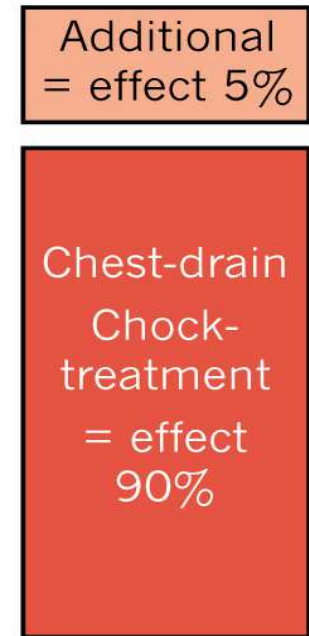 Additional
= effect 5%
Chest-drain
Chock-
treatment
= effect
90%